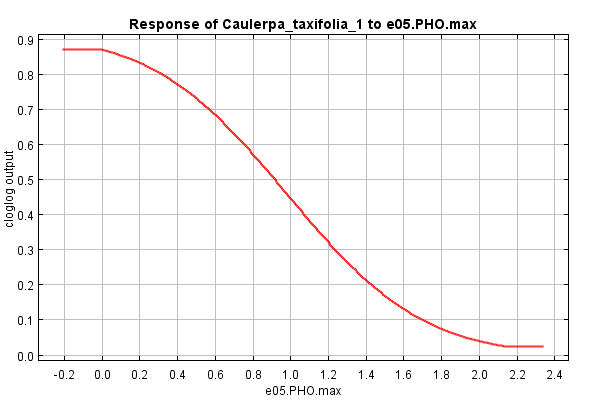 Response of Caulerpa_taxifolia_1 to e05.PHO.max
0.9
0.8
0.7
0.6
0.5
0.4
0.3
0.2
0.1
0.0
cloglog output
-0.2 0.0 0.2 0.4 0.6 0.8 1.0 1.2 1.4 1.6 1.8 2.0 2.2 2.4
e05.PHO.max